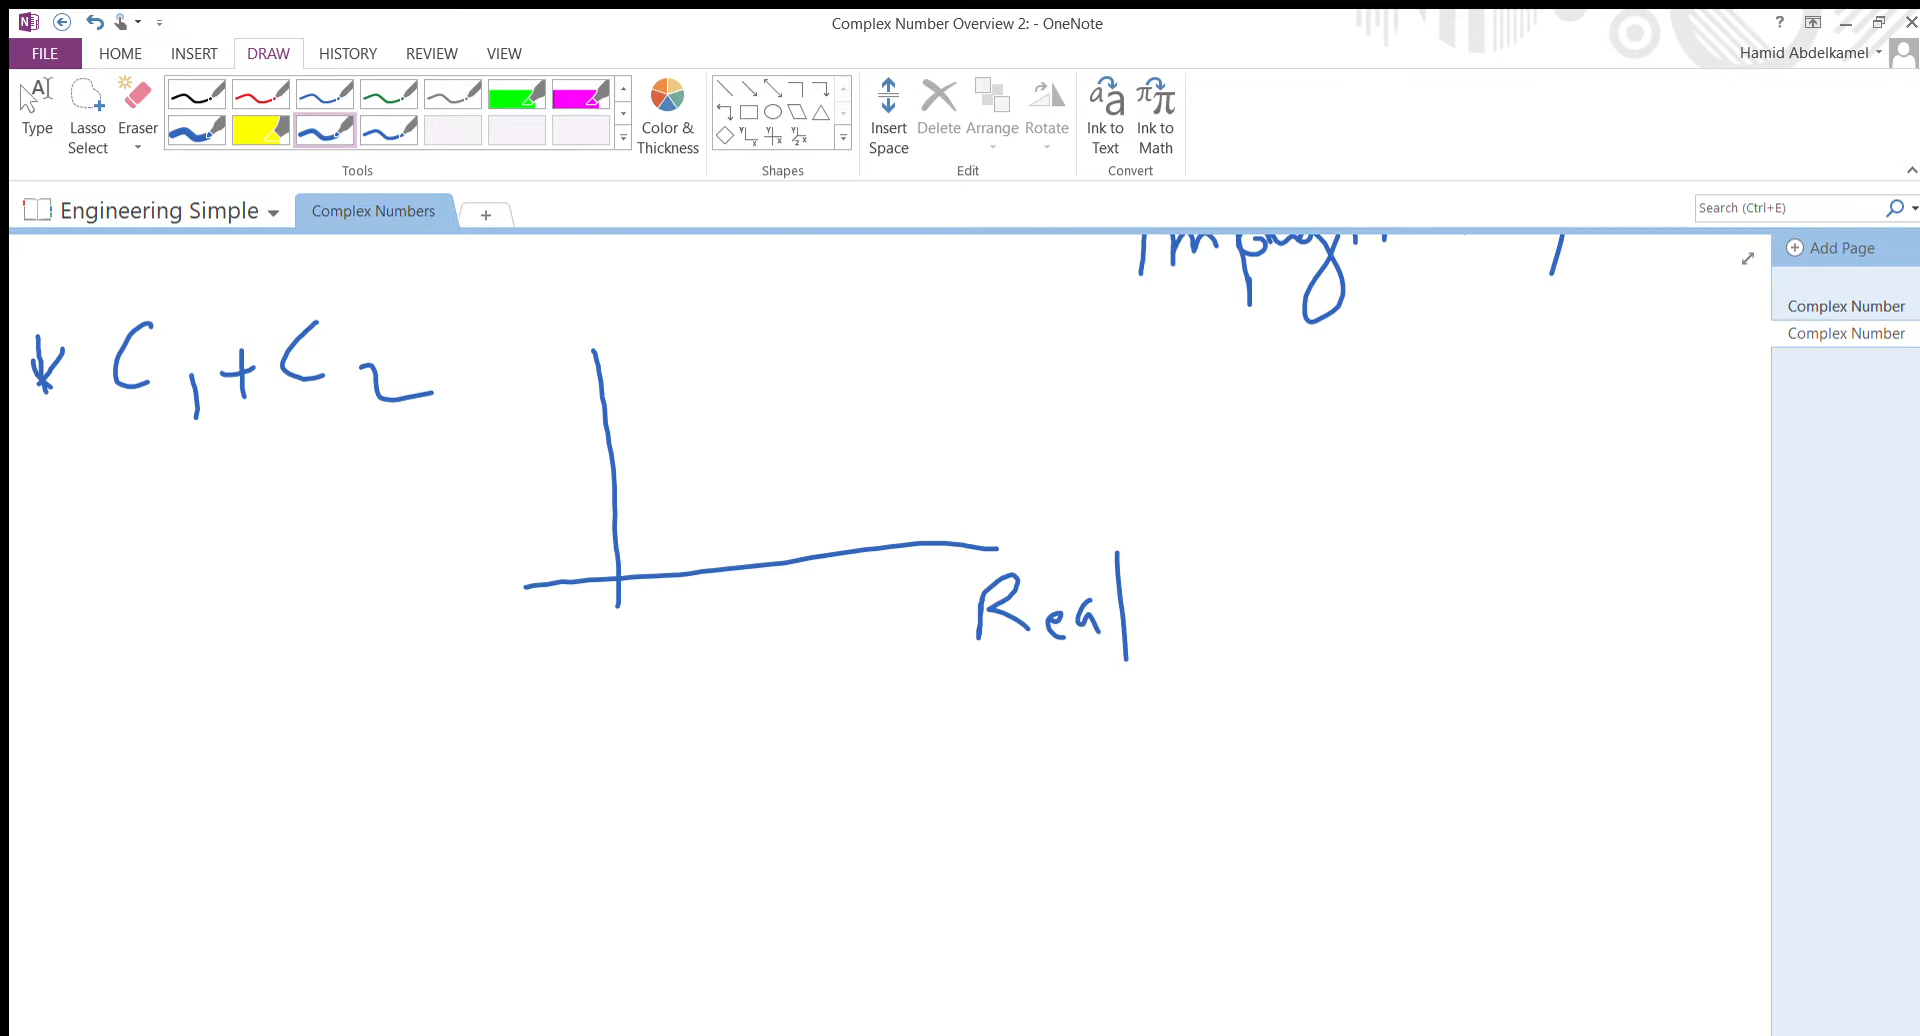 Complex Number Overview 2: - OneNote
?
FILE HOME INSERT DRAW HISTORY REVIEW VIEW
Hamid Abdelkamel
Type
Lasso Select
Eraser
Color & Thickness
Insert Space
Delete
Arrange
Rotate
Ink to Text
Ink to Math
Tools
Shapes
Edit
Convert
Engineering Simple
Complex Numbers
+
Search (Ctrl+E)
Add Page
Complex Number
Complex Number
C1 + C2
Real